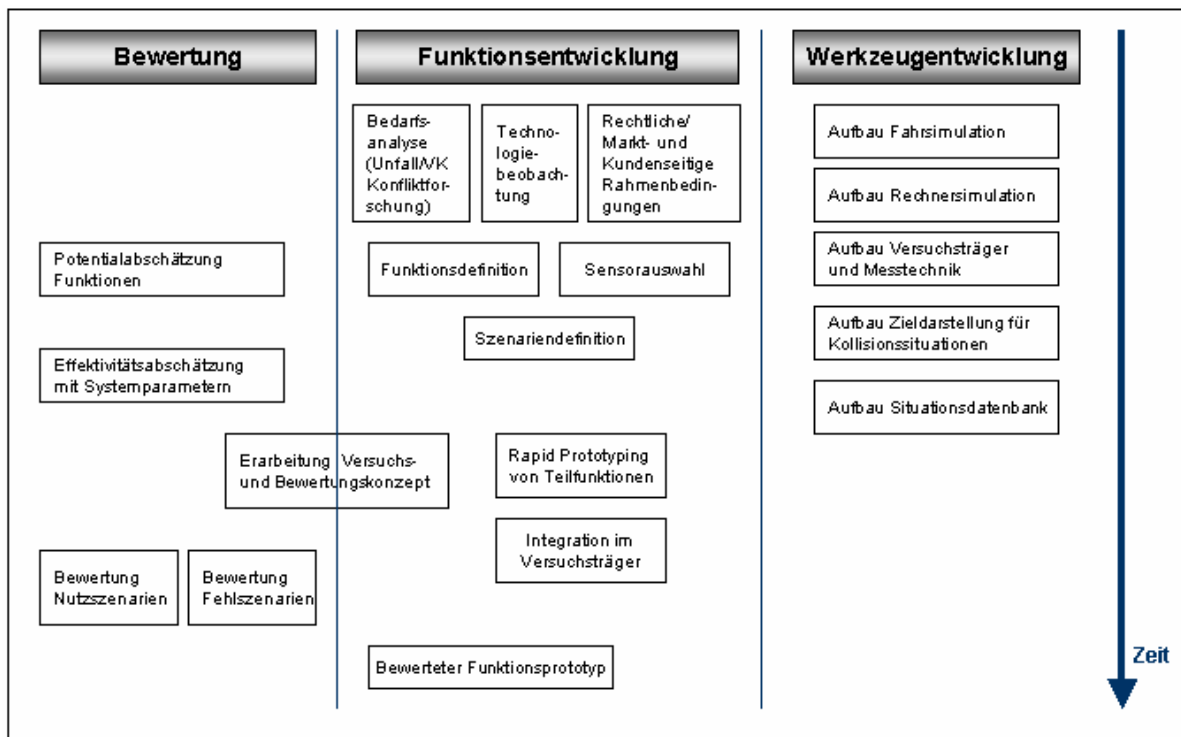 Bewertung
Funktionsentwicklung
Werkzeugentwicklung
Bedarfs-
analyse
(Unfall/VK
Konfliktfor-
schung)
Techno-
logie-
beobach-
tung
Rechtliche/
Markt- und
Kundenseitige
Rahmenbedin-
gungen
Aufbau Fahrsimulation
Aufbau Rechnersimulation
Potentialabschätzung
Funktionen
Funktionsdefinition
Sensorauswahl
Aufbau Versuchsträger
und Messtechnik
Szenariendefinition
Aufbau Zieldarstellung für
Kollisionssituationen
Effektivitätsabschätzung
mit Systemparametern
Aufbau Situationsdatenbank
Erarbeitung Versuchs-
und Bewertungskonzept
Rapid Prototyping
von Teilfunktionen
Integration im
Versuchsträger
Bewertung
Nutzszenarien
Bewertung
Fehlszenarien
Bewerteter Funktionsprototyp
Zeit